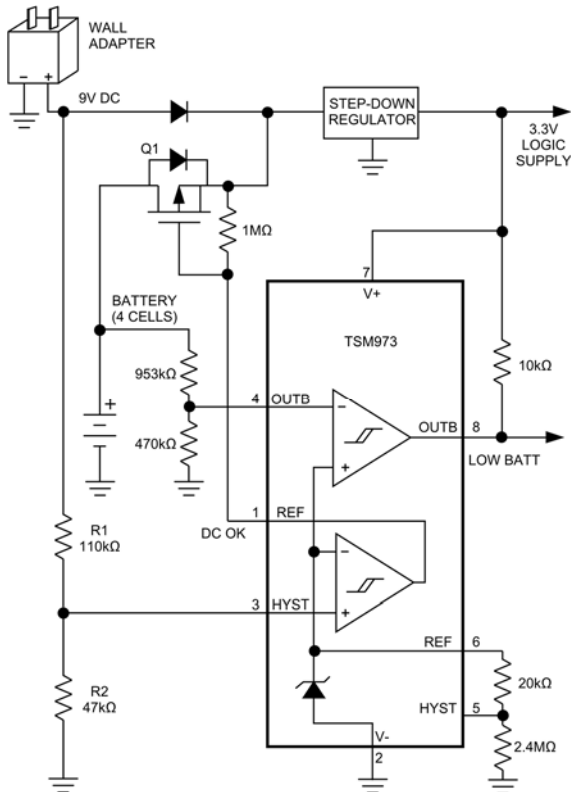 WALL
ADAPTER
9V DC
STEP-DOWN
REGULATOR
3.3V
LOGIC
SUPPLY
Q1
1MΩ
7
V+
BATTERY
(4 CELLS)
TSM973
10kΩ
953kΩ
4 OUTB
OUTB 8
470kΩ
LOW BATT
1 REF
DC OK
R1
110kΩ
3 HYST
REF 6
20kΩ
R2
47kΩ
HYST 5
V-
2
2.4MΩ